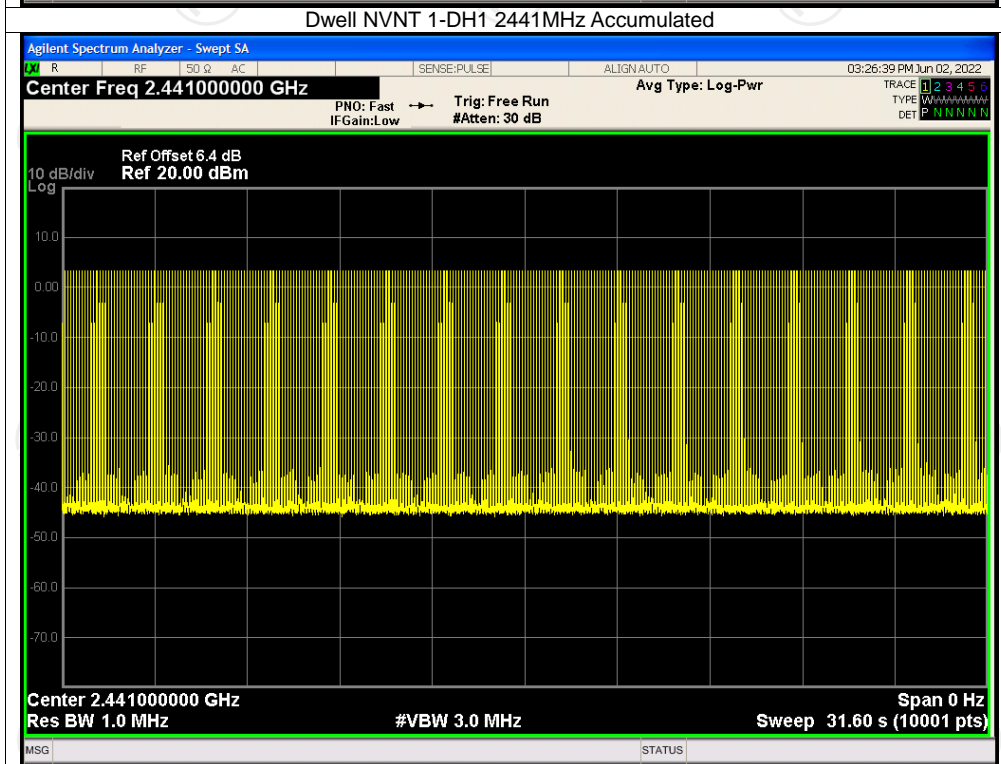 Dwell NVNT 1-DH1 2441MHz Accumulated
Agilent Spectrum Analyzer - Swept SA
LXI R RF 50 Ω AC SENSE:PULSE ALIGN AUTO 03:26:39 PM Jun 02, 2022
Center Freq 2.441000000 GHz
PNO: Fast IFGain:Low
Trig: Free Run #Atten: 30 dB
Avg Type: Log-Pwr
TRACE 1 2 3 4 5 6
TYPE W
DET P N N N N N
Ref Offset 6.4 dB
10 dB/div Ref 20.00 dBm
Log
10.0
0.00
-10.0
-20.0
-30.0
-40.0
-50.0
-60.0
-70.0
Center 2.441000000 GHz Span 0 Hz
Res BW 1.0 MHz #VBW 3.0 MHz Sweep 31.60 s (10001 pts)
MSG STATUS